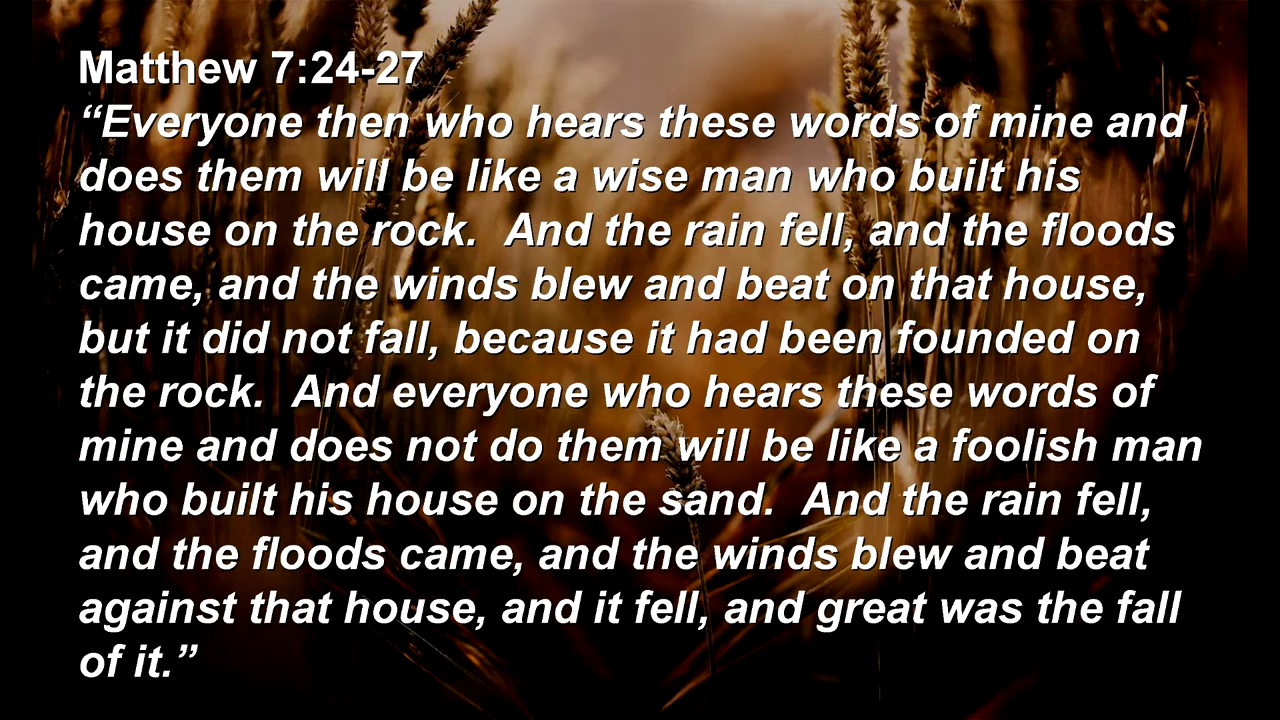 Matthew 7:24-27
“Everyone then who hears these words of mine and
does them will be like a wise man who built his
house on the rock.  And the rain fell, and the floods
came, and the winds blew and beat on that house,
but it did not fall, because it had been founded on
the rock.  And everyone who hears these words of
mine and does not do them will be like a foolish man
who built his house on the sand.  And the rain fell,
and the floods came, and the winds blew and beat
against that house, and it fell, and great was the fall
of it.”